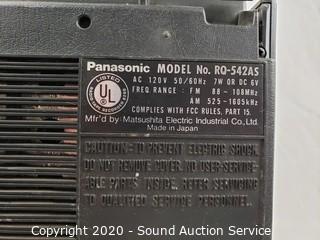 Panasonic MODEL No. RQ-542AS
AC 120V 50/60Hz 7W OR DC 6V
FREQ. RANGE: FM 88 - 108MHz
AM 525-1605kHz
COMPLIES WITH FCC RULES, PART 15.
Mfr'd by Matsushita Electric Industrial Co., Ltd.
Made in Japan
LISTED
UL
CAUTION: TO PREVENT ELECTRIC SHOCK,
DO NOT REMOVE COVER. NO USER-SERVICE-
ABLE PARTS INSIDE. REFER SERVICING
TO QUALIFIED SERVICE PERSONNEL.
Copyright 2020 - Sound Auction Service